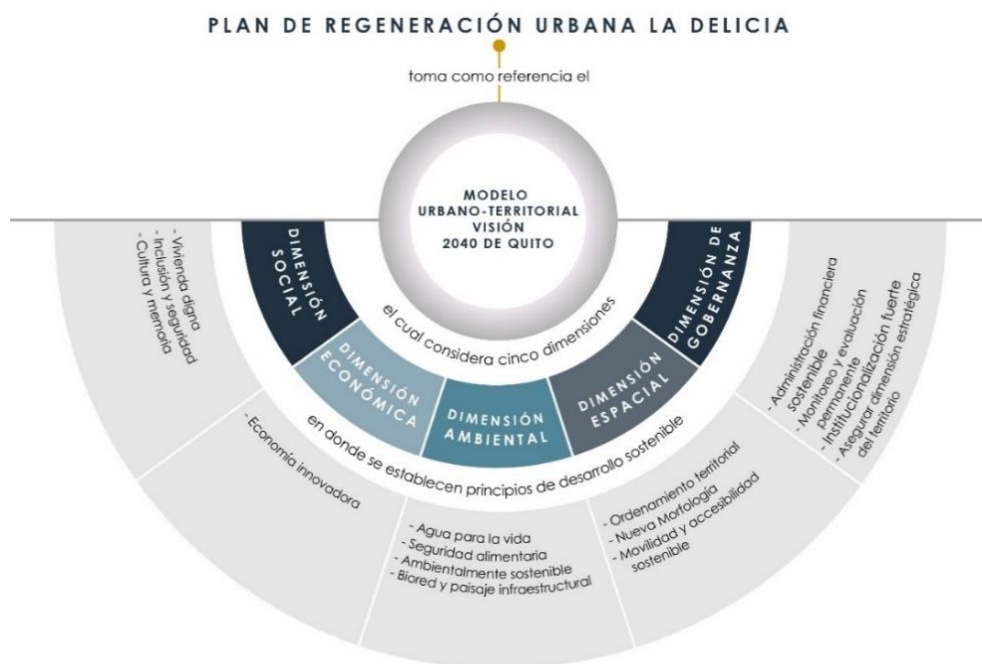 PLAN DE REGENERACIÓN URBANA LA DELICIA
toma como referencia el
MODELO
URBANO-TERRITORIAL
VISIÓN
2040 DE QUITO
el cual considera cinco dimensiones
DIMENSIÓN
SOCIAL
DIMENSIÓN
ECONÓMICA
DIMENSIÓN
AMBIENTAL
DIMENSIÓN
ESPACIAL
DIMENSIÓN DE
GOBERNANZA
en donde se establecen principios de desarrollo sostenible
- Vivienda digna
- Inclusión y seguridad
- Cultura y memoria
- Economía innovadora
- Agua para la vida
- Seguridad alimentaria
- Ambientalmente sostenible
- Biored y paisaje infraestructural
- Ordenamiento territorial
- Nueva Morfología
- Movilidad y accesibilidad
sostenible
- Administración financiera
sostenible
- Monitoreo y evaluación
permanente
- Institucionalización fuerte
- Asegurar dimensión estratégica
del territorio